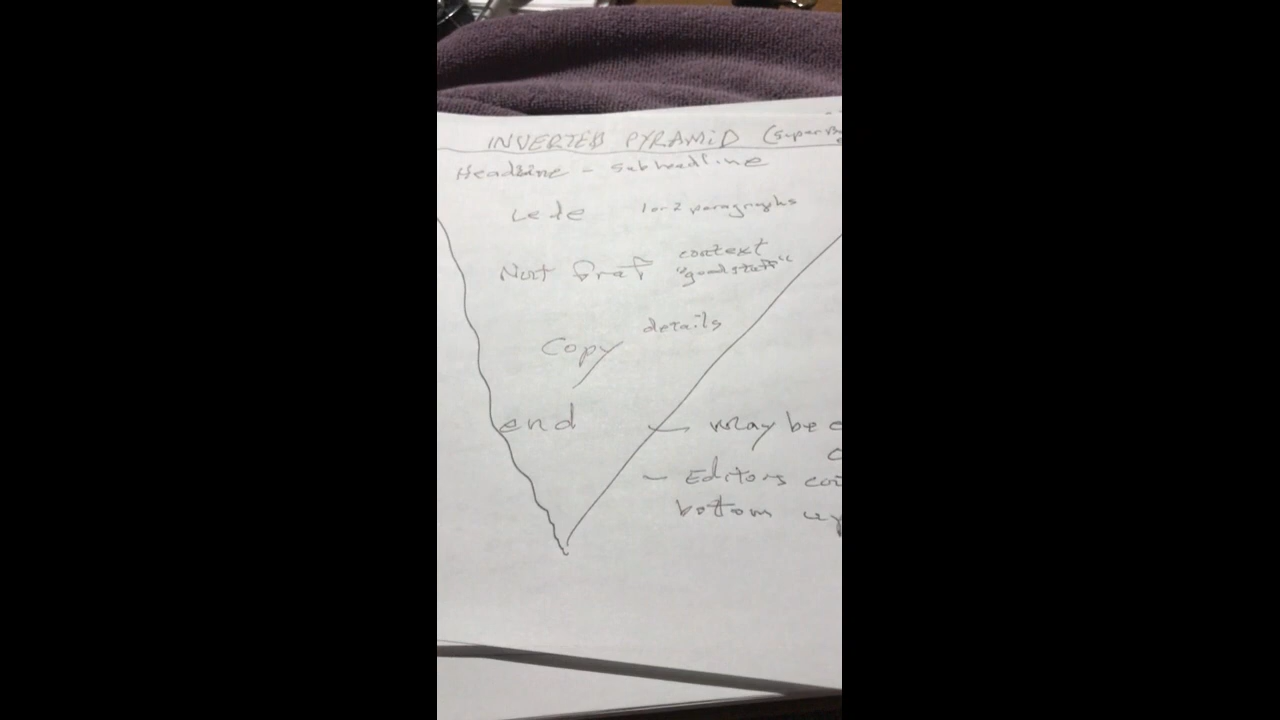 INVERTED PYRAMID
Headline - subheadline
Lede 1 or 2 paragraphs
Nut Graf context
"good stuff"
details
Copy
end - may be
- Editors
bottom